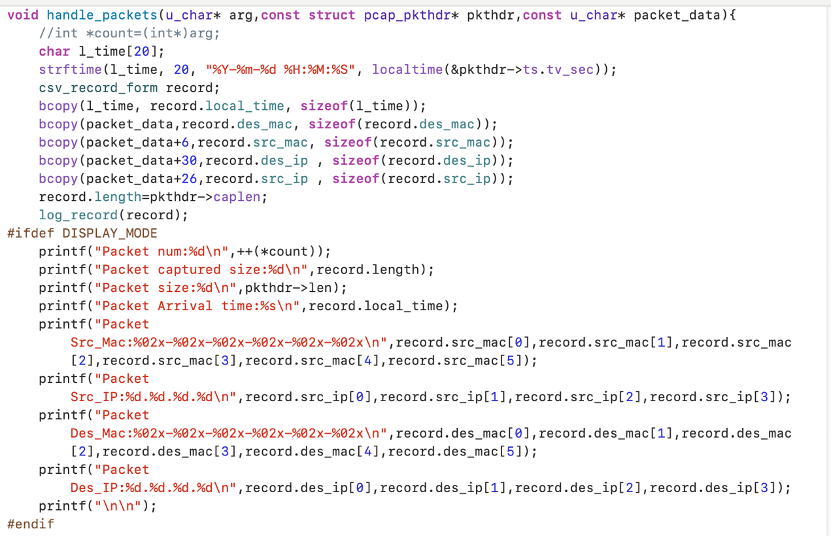 void handle_packets(u_char* arg,const struct pcap_pkthdr* pkthdr,const u_char* packet_data){
    //int *count=(int*)arg;
    char l_time[20];
    strftime(l_time, 20, "%Y-%m-%d %H:%M:%S", localtime(&pkthdr->ts.tv_sec));
    csv_record_form record;
    bcopy(l_time, record.local_time, sizeof(l_time));
    bcopy(packet_data,record.des_mac, sizeof(record.des_mac));
    bcopy(packet_data+6,record.src_mac, sizeof(record.src_mac));
    bcopy(packet_data+30,record.des_ip , sizeof(record.des_ip));
    bcopy(packet_data+26,record.src_ip , sizeof(record.src_ip));
    record.length=pkthdr->caplen;
    log_record(record);
#ifdef DISPLAY_MODE
    printf("Packet num:%d\n",++(*count));
    printf("Packet captured size:%d\n",record.length);
    printf("Packet size:%d\n",pkthdr->len);
    printf("Packet Arrival time:%s\n",record.local_time);
    printf("Packet
        Src_Mac:%02x-%02x-%02x-%02x-%02x-%02x\n",record.src_mac[0],record.src_mac[1],record.src_mac
        [2],record.src_mac[3],record.src_mac[4],record.src_mac[5]);
    printf("Packet
        Src_IP:%d.%d.%d.%d\n",record.src_ip[0],record.src_ip[1],record.src_ip[2],record.src_ip[3]);
    printf("Packet
        Des_Mac:%02x-%02x-%02x-%02x-%02x-%02x\n",record.des_mac[0],record.des_mac[1],record.des_mac
        [2],record.des_mac[3],record.des_mac[4],record.des_mac[5]);
    printf("Packet
        Des_IP:%d.%d.%d.%d\n",record.des_ip[0],record.des_ip[1],record.des_ip[2],record.des_ip[3]);
    printf("\n\n");
#endif